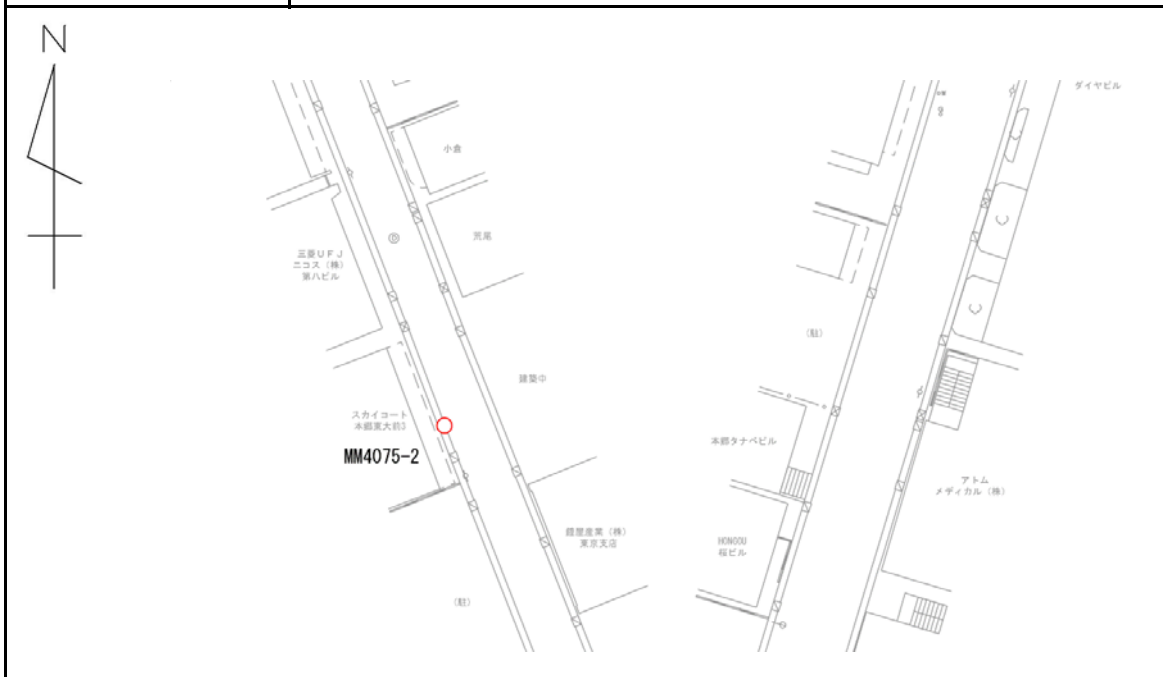 N
ダイヤビル
小倉
荒尾
三菱UFJ
ニコス(株)
第八ビル
(駐)
建築中
スカイコート
本郷東大前3
MM4075-2
本郷タナベビル
アトム
メディカル(株)
鐙屋産業(株)
東京支店
HONGOU
桜ビル
(駐)